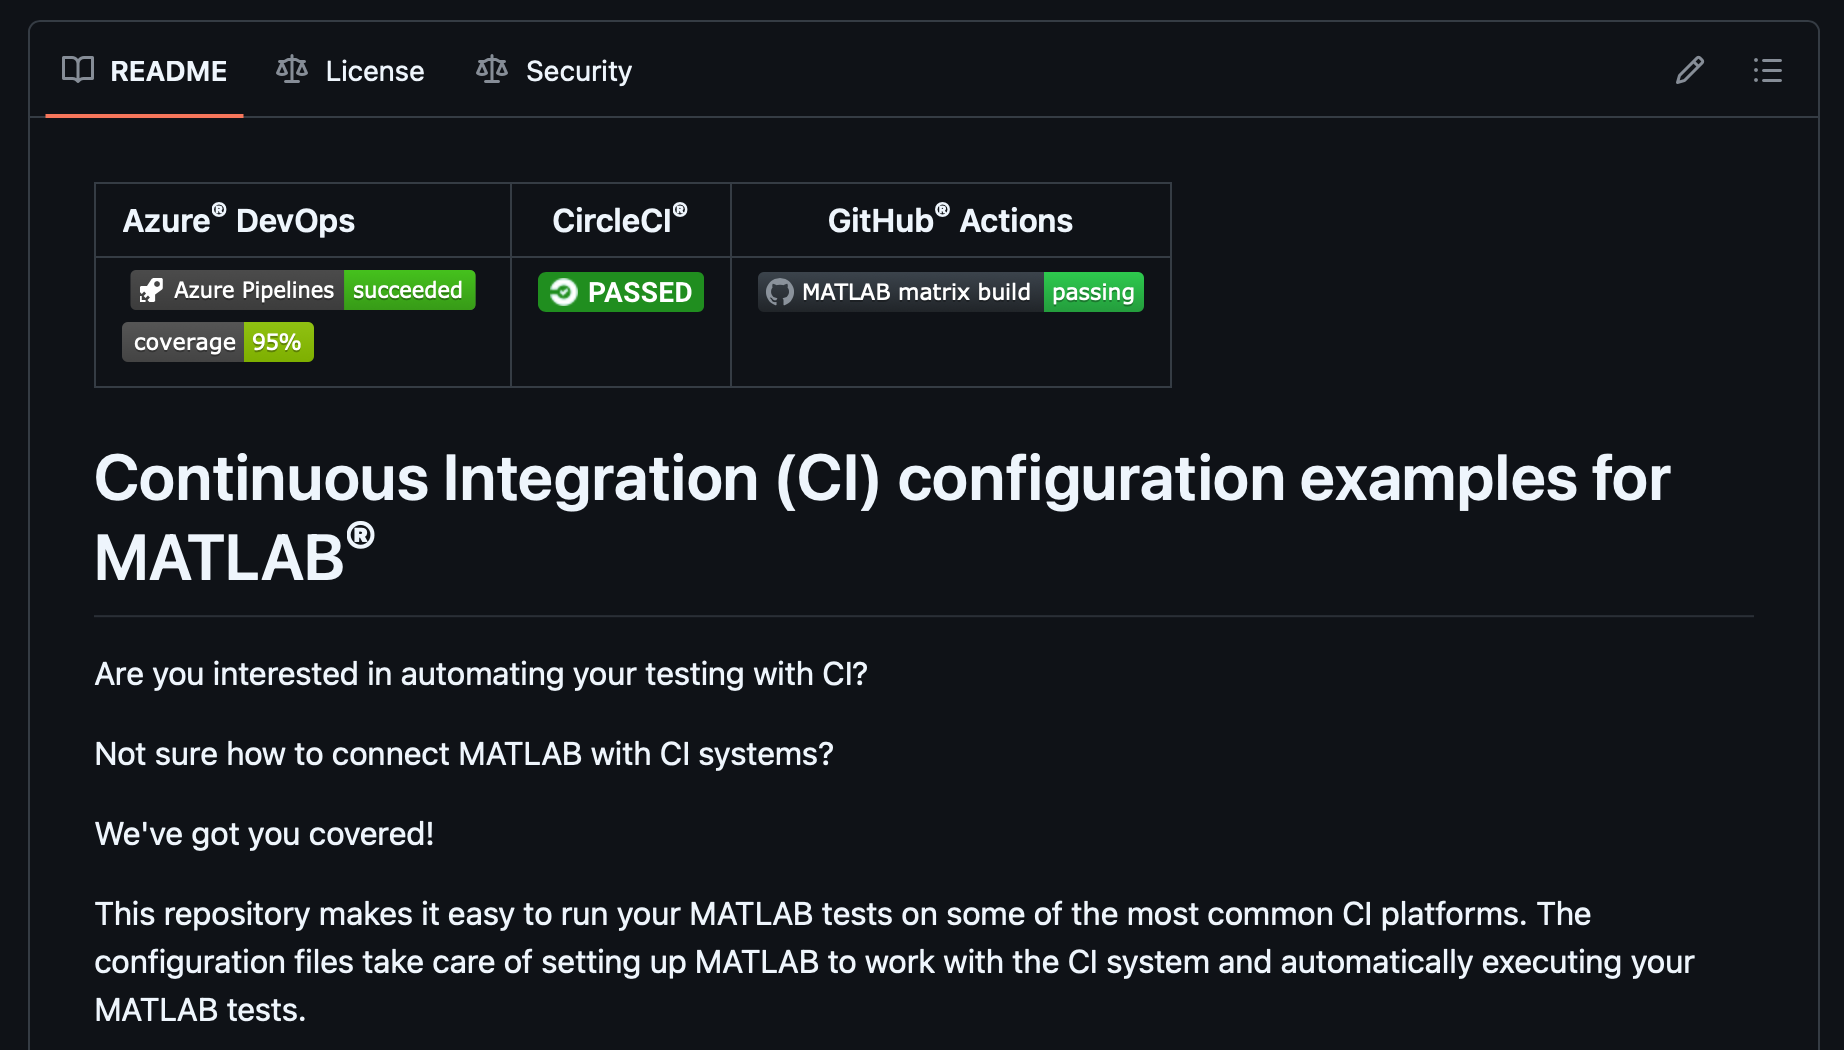 README License Security
Azure® DevOps CircleCI® GitHub® Actions
Azure Pipelines succeeded PASSED MATLAB matrix build passing
coverage 95%
Continuous Integration (CI) configuration examples for
MATLAB®
Are you interested in automating your testing with CI?
Not sure how to connect MATLAB with CI systems?
We've got you covered!
This repository makes it easy to run your MATLAB tests on some of the most common CI platforms. The
configuration files take care of setting up MATLAB to work with the CI system and automatically executing your
MATLAB tests.